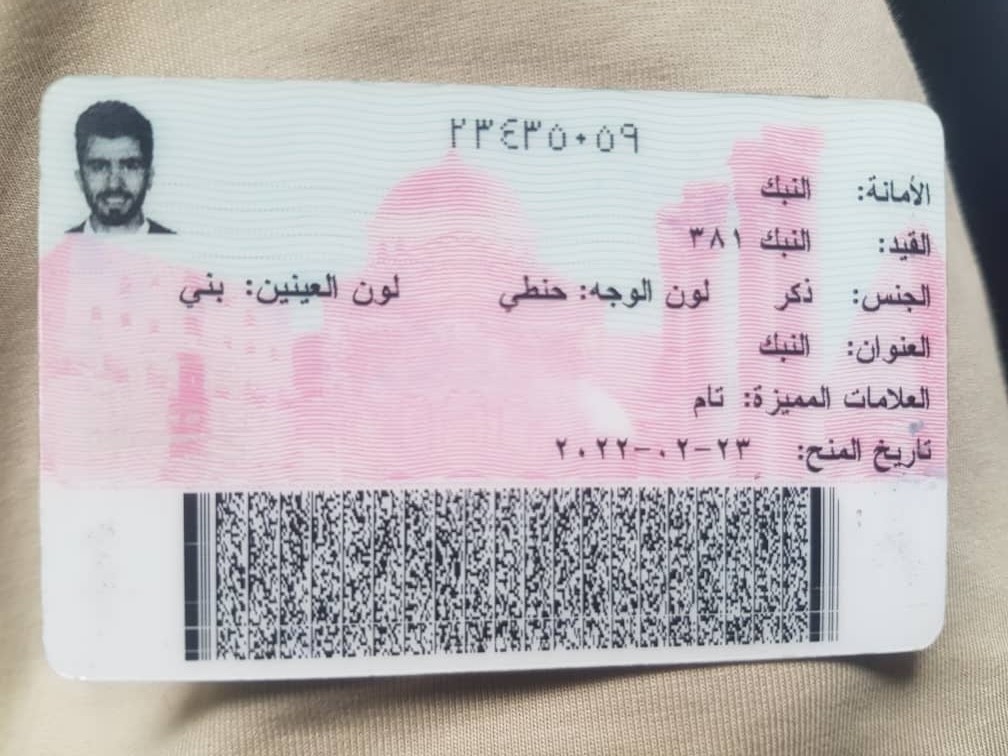 ٢٣٤٣٥٠٥٩
الأمانة: النبك
القيد: النبك ٣٨١
الجنس: ذكر لون الوجه: حنطي لون العينين: بني
العنوان: النبك
العلامات المميزة: تام
تاريخ المنح: ٢٣-٠٢-٢٠٢٢